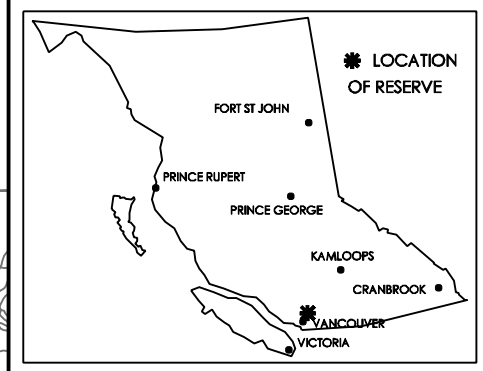 LOCATION
OF RESERVE
FORT ST JOHN
PRINCE RUPERT
PRINCE GEORGE
KAMLOOPS
CRANBROOK
VANCOUVER
VICTORIA